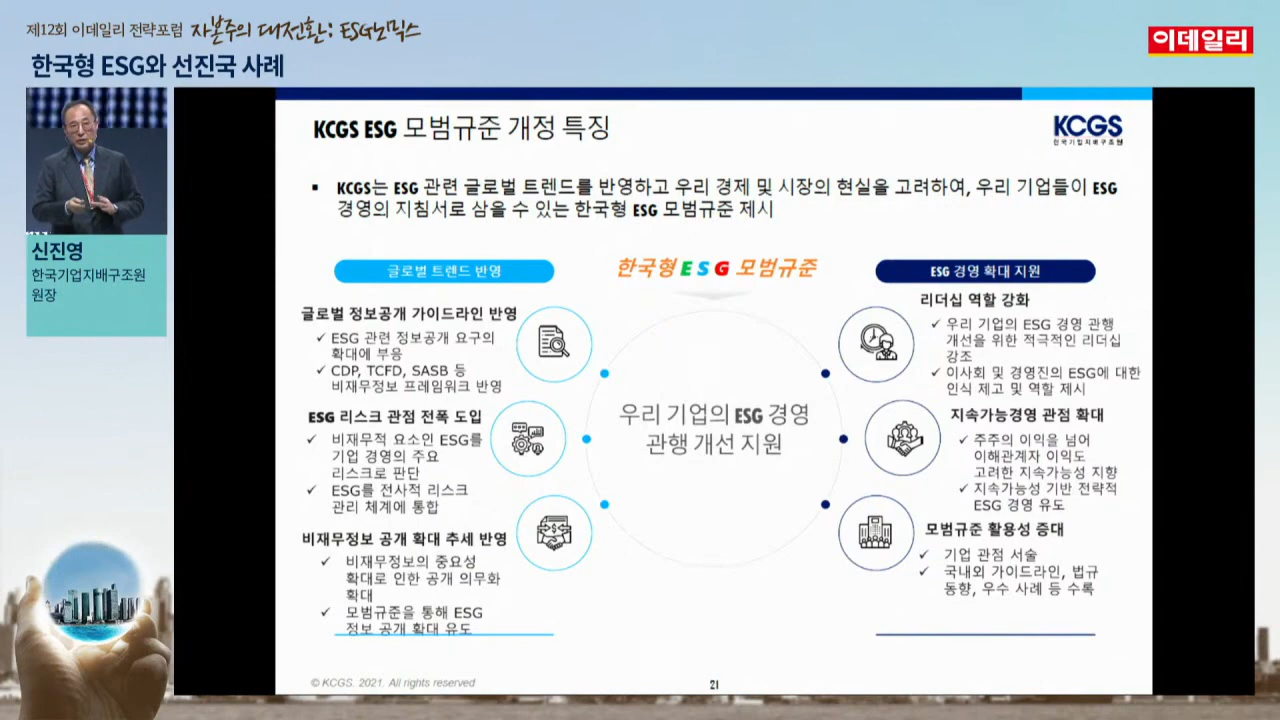 제12회 이데일리 전략포럼 자본주의 대전환: ESG노믹스
한국형 ESG와 선진국 사례
이데일리
신진영
한국기업지배구조원
원장
KCGS ESG 모범규준 개정 특징
KCGS
한국기업지배구조원
▪ KCGS는 ESG 관련 글로벌 트렌드를 반영하고 우리 경제 및 시장의 현실을 고려하여, 우리 기업들이 ESG
경영의 지침서로 삼을 수 있는 한국형 ESG 모범규준 제시
글로벌 트렌드 반영
글로벌 정보공개 가이드라인 반영
✓ ESG 관련 정보공개 요구의
확대에 부응
✓ CDP, TCFD, SASB 등
비재무정보 프레임워크 반영
ESG 리스크 관점 전폭 도입
✓ 비재무적 요소인 ESG를
기업 경영의 주요
리스크로 판단
✓ ESG를 전사적 리스크
관리 체계에 통합
비재무정보 공개 확대 추세 반영
✓ 비재무정보의 중요성
확대로 인한 공개 의무화
확대
✓ 모범규준을 통해 ESG
정보 공개 확대 유도
한국형 ESG 모범규준
우리 기업의 ESG 경영
관행 개선 지원
ESG 경영 확대 지원
리더십 역할 강화
✓ 우리 기업의 ESG 경영 관행
개선을 위한 적극적인 리더십
강조
✓ 이사회 및 경영진의 ESG에 대한
인식 제고 및 역할 제시
지속가능경영 관점 확대
✓ 주주의 이익을 넘어
이해관계자 이익도
고려한 지속가능성 지향
✓ 지속가능성 기반 전략적
ESG 경영 유도
모범규준 활용성 증대
✓ 기업 관점 서술
✓ 국내외 가이드라인, 법규
동향, 우수 사례 등 수록
© KCGS. 2021. All rights reserved
21